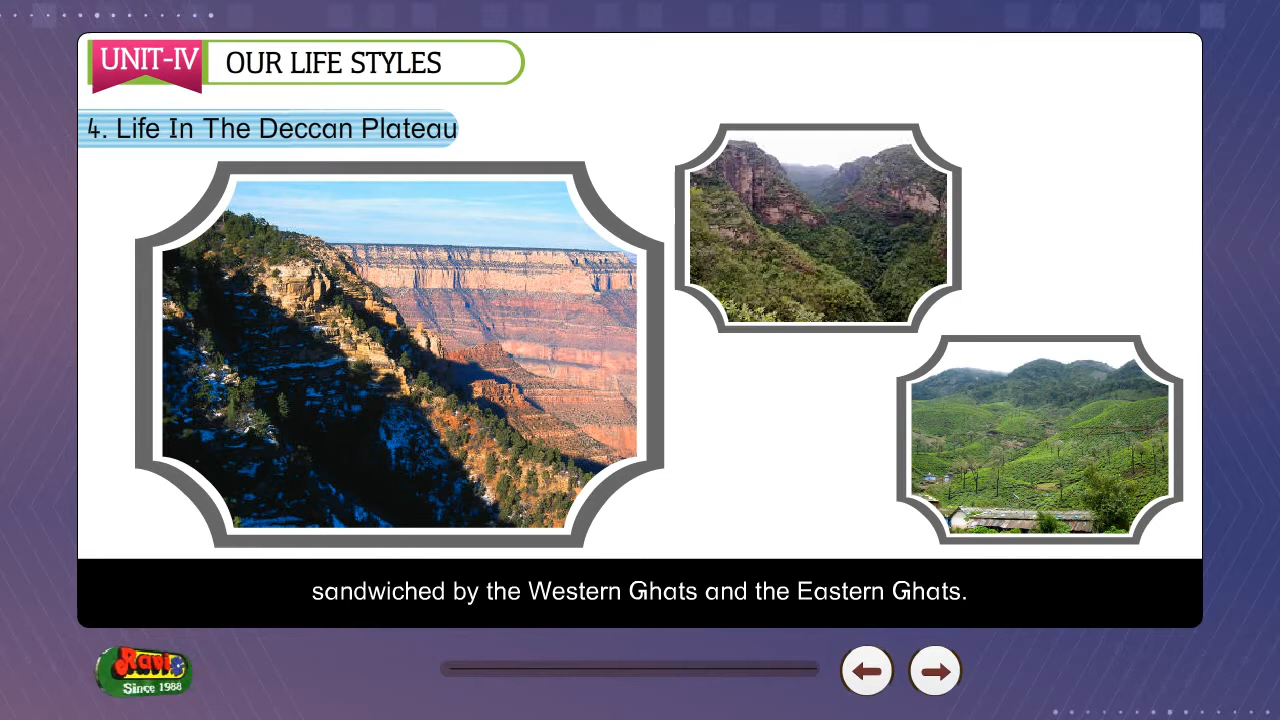 UNIT-IV
OUR LIFE STYLES
4. Life In The Deccan Plateau
sandwiched by the Western Ghats and the Eastern Ghats.
Ravis
Since 1988